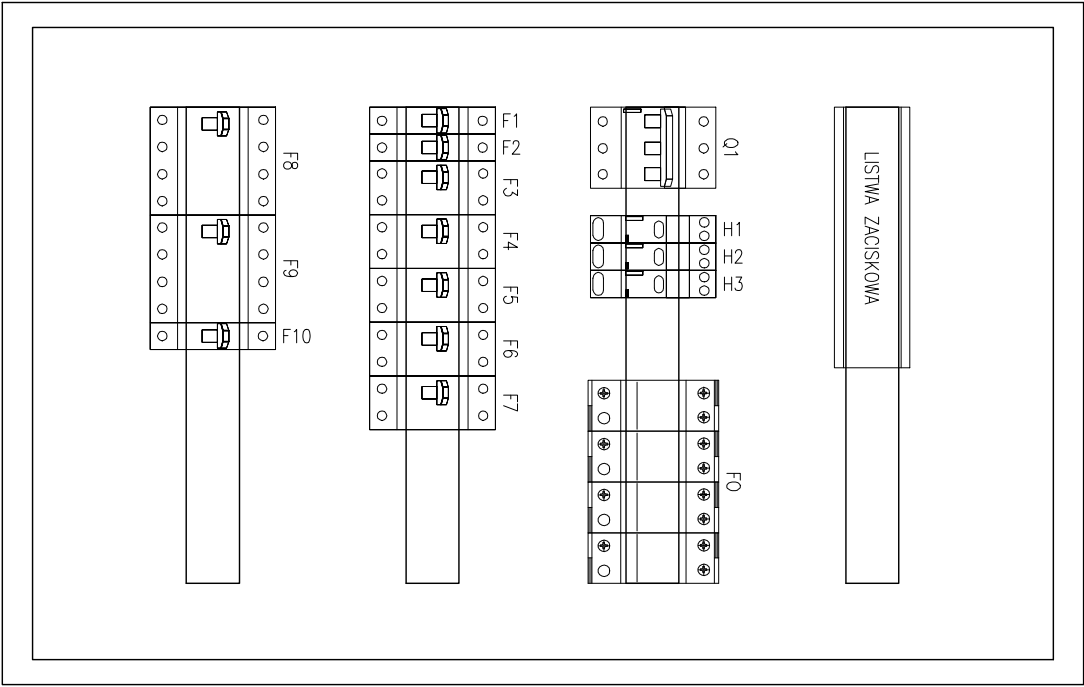 F8
F9
F10
F1
F2
F3
F4
F5
F6
F7
Q1
H1
H2
H3
F0
LISTWA ZACISKOWA